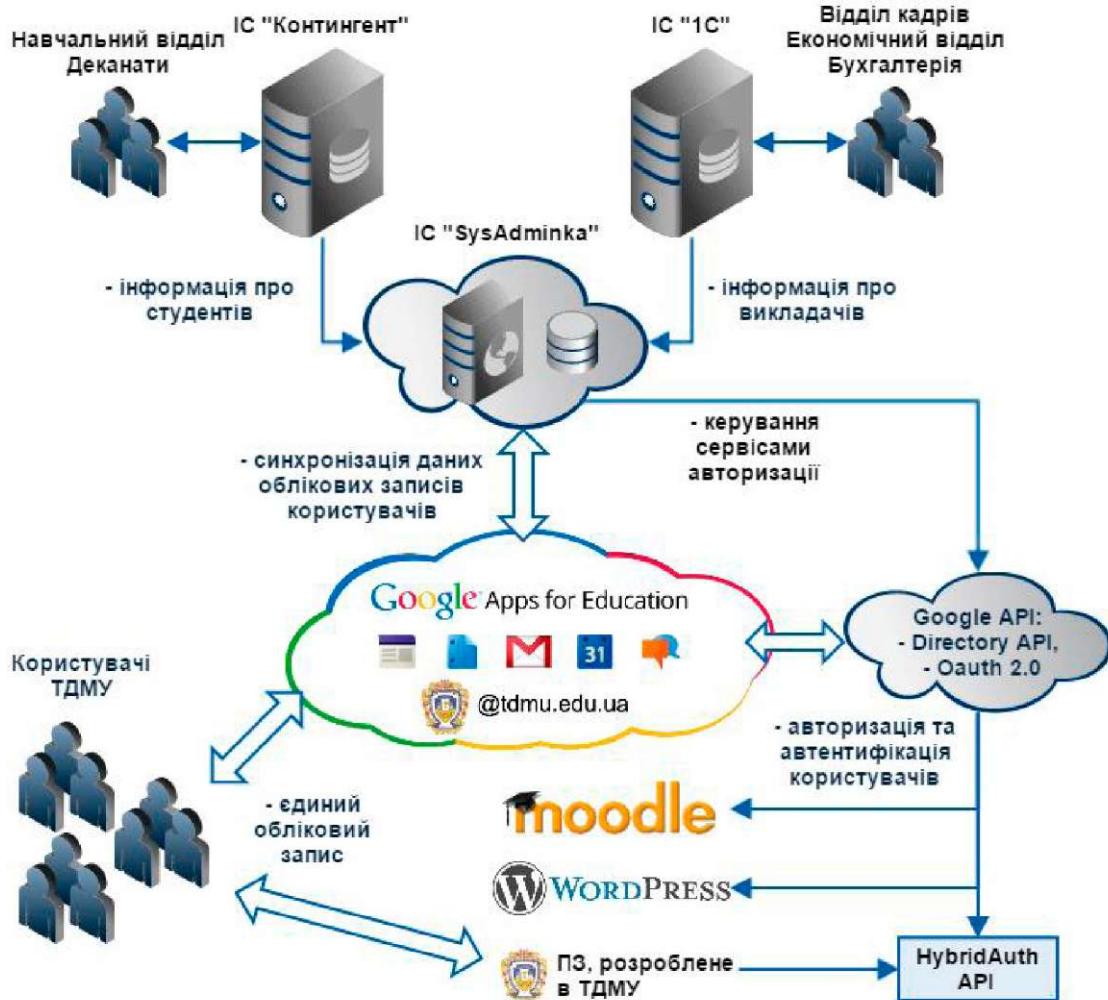 Навчальний відділ
Деканати
ІС "Контингент"
ІС "1С"
Відділ кадрів
Економічний відділ
Бухгалтерія
ІС "SysAdminka"
- інформація про
студентів
- інформація про
викладачів
- керування
сервісами
авторизації
- синхронізація даних
облікових записів
користувачів
Google Apps for Education
31
@tdmu.edu.ua
Google API:
- Directory API,
- Oauth 2.0
Користувачі
ТДМУ
- авторизація та
автентифікація
користувачів
- єдиний
обліковий
запис
moodle
WORDPRESS
ПЗ, розроблене
в ТДМУ
HybridAuth
API